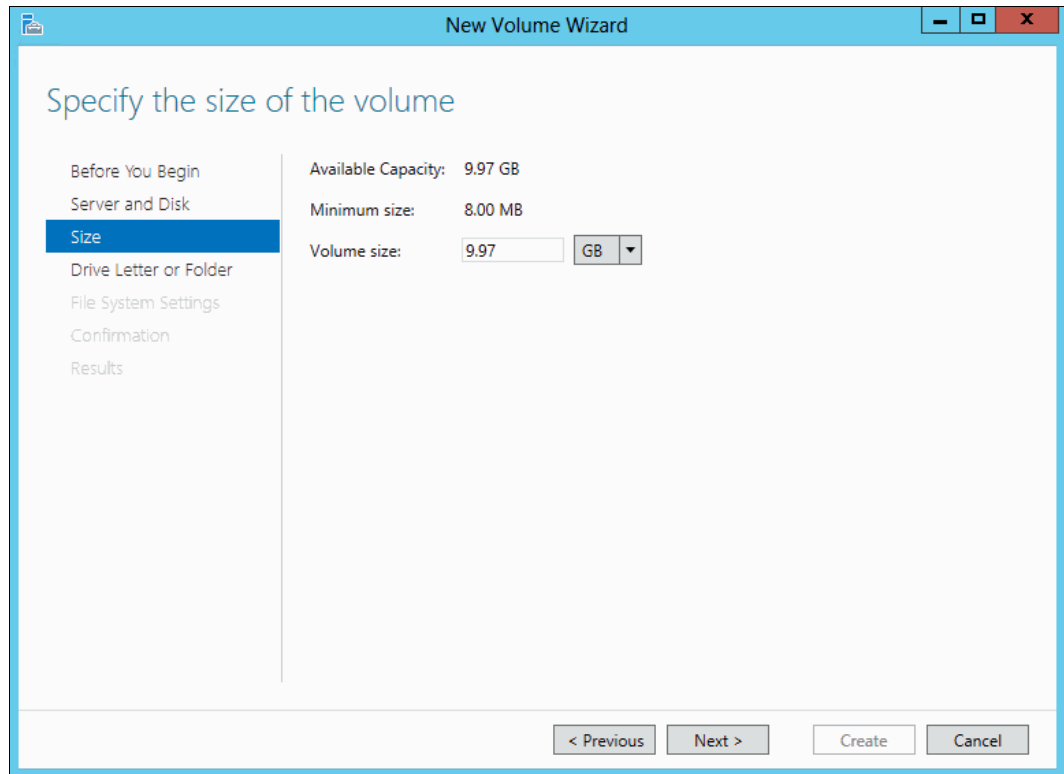 New Volume Wizard
Specify the size of the volume
Before You Begin
Server and Disk
Size
Drive Letter or Folder
File System Settings
Confirmation
Results
Available Capacity: 9.97 GB
Minimum size: 8.00 MB
Volume size: 9.97 GB
< Previous Next > Create Cancel